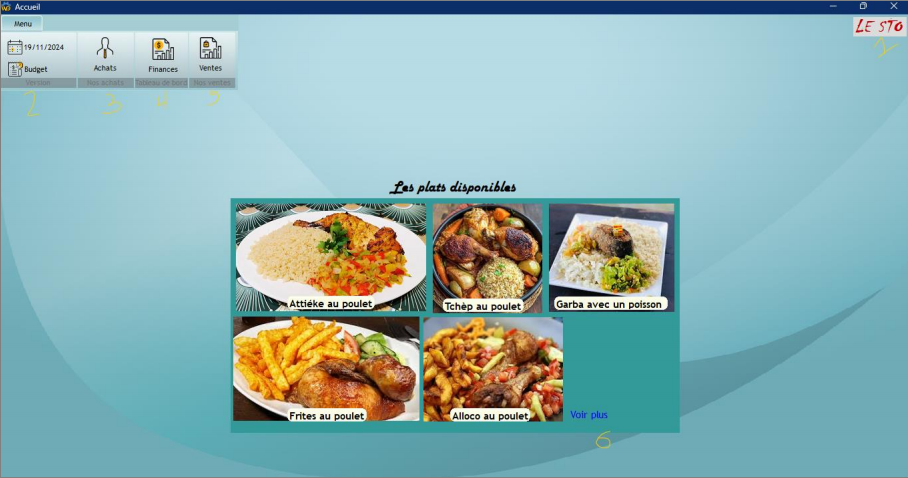 Accueil
Menu
LE STO
1
19/11/2024
Budget
Achats
Finances
Ventes
Version
Nos achats
Tableau de bord
Nos ventes
2
3
4
5
Les plats disponibles
Attiéke au poulet
Tchèp au poulet
Garba avec un poisson
Frites au poulet
Alloco au poulet
Voir plus
6